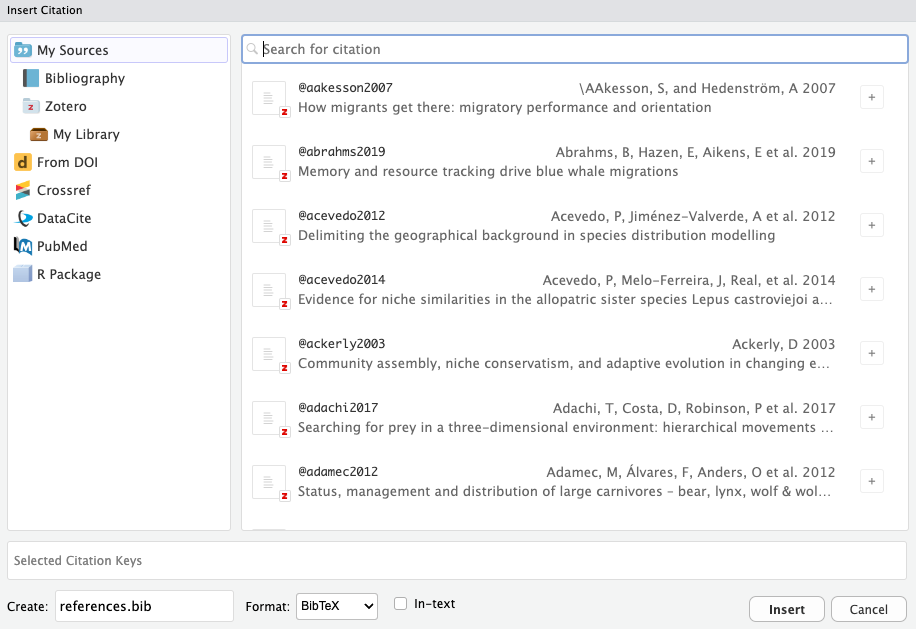 Insert Citation
My Sources
Bibliography
Zotero
My Library
From DOI
Crossref
DataCite
PubMed
R Package
Search for citation
@aakesson2007 \AAkesson, S, and Hedenström, A 2007
How migrants get there: migratory performance and orientation
@abrahms2019 Abrahms, B, Hazen, E, Aikens, E et al. 2019
Memory and resource tracking drive blue whale migrations
@acevedo2012 Acevedo, P, Jiménez-Valverde, A et al. 2012
Delimiting the geographical background in species distribution modelling
@acevedo2014 Acevedo, P, Melo-Ferreira, J, Real, et al. 2014
Evidence for niche similarities in the allopatric sister species Lepus castroviejoi a...
@ackerly2003 Ackerly, D 2003
Community assembly, niche conservatism, and adaptive evolution in changing e...
@adachi2017 Adachi, T, Costa, D, Robinson, P et al. 2017
Searching for prey in a three-dimensional environment: hierarchical movements ...
@adamec2012 Adamec, M, Álvares, F, Anders, O et al. 2012
Status, management and distribution of large carnivores – bear, lynx, wolf & wol...
Selected Citation Keys
Create: references.bib Format: BibTeX In-text
Insert Cancel